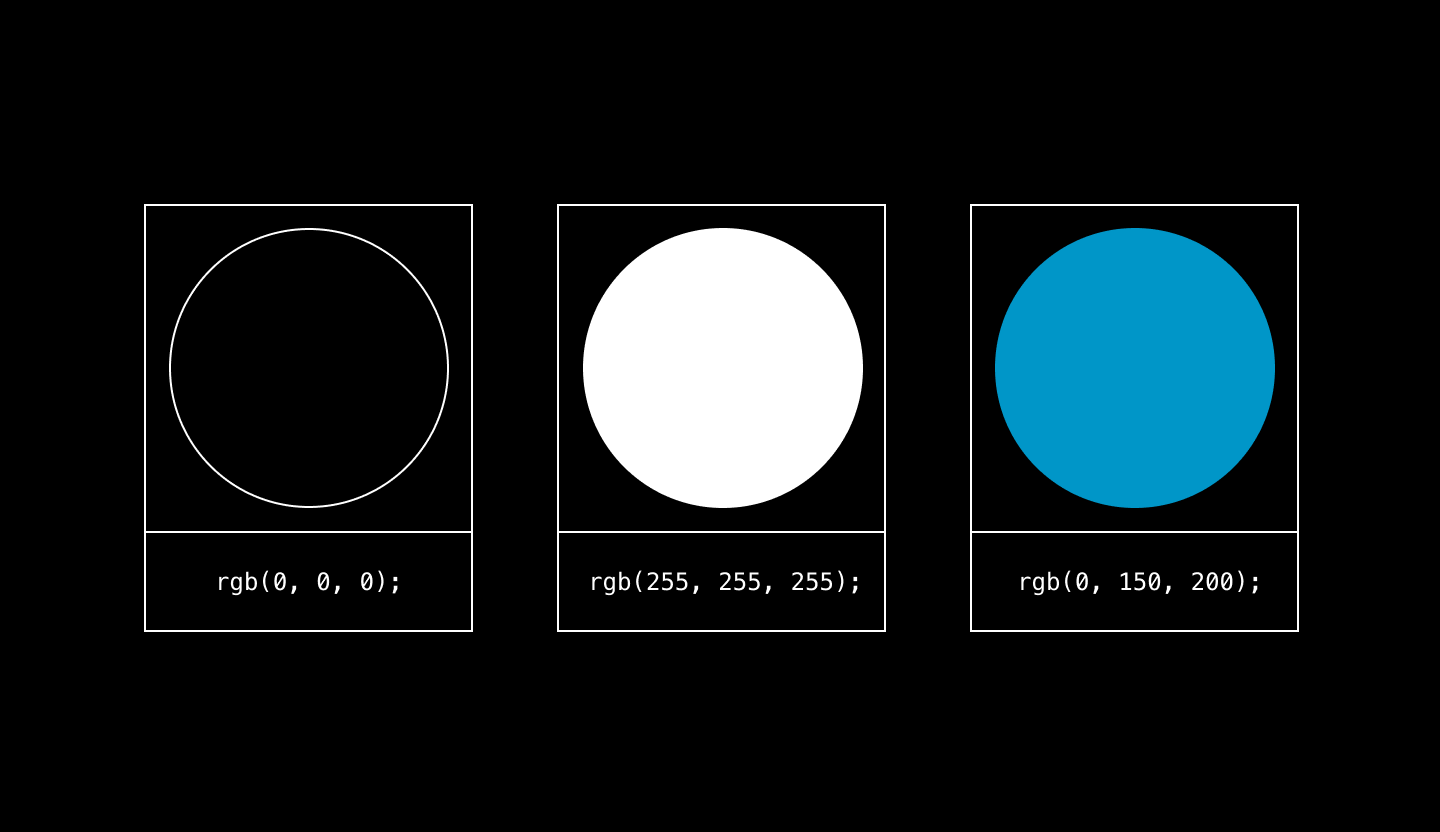 rgb(0, 0, 0);
rgb(255, 255, 255);
rgb(0, 150, 200);